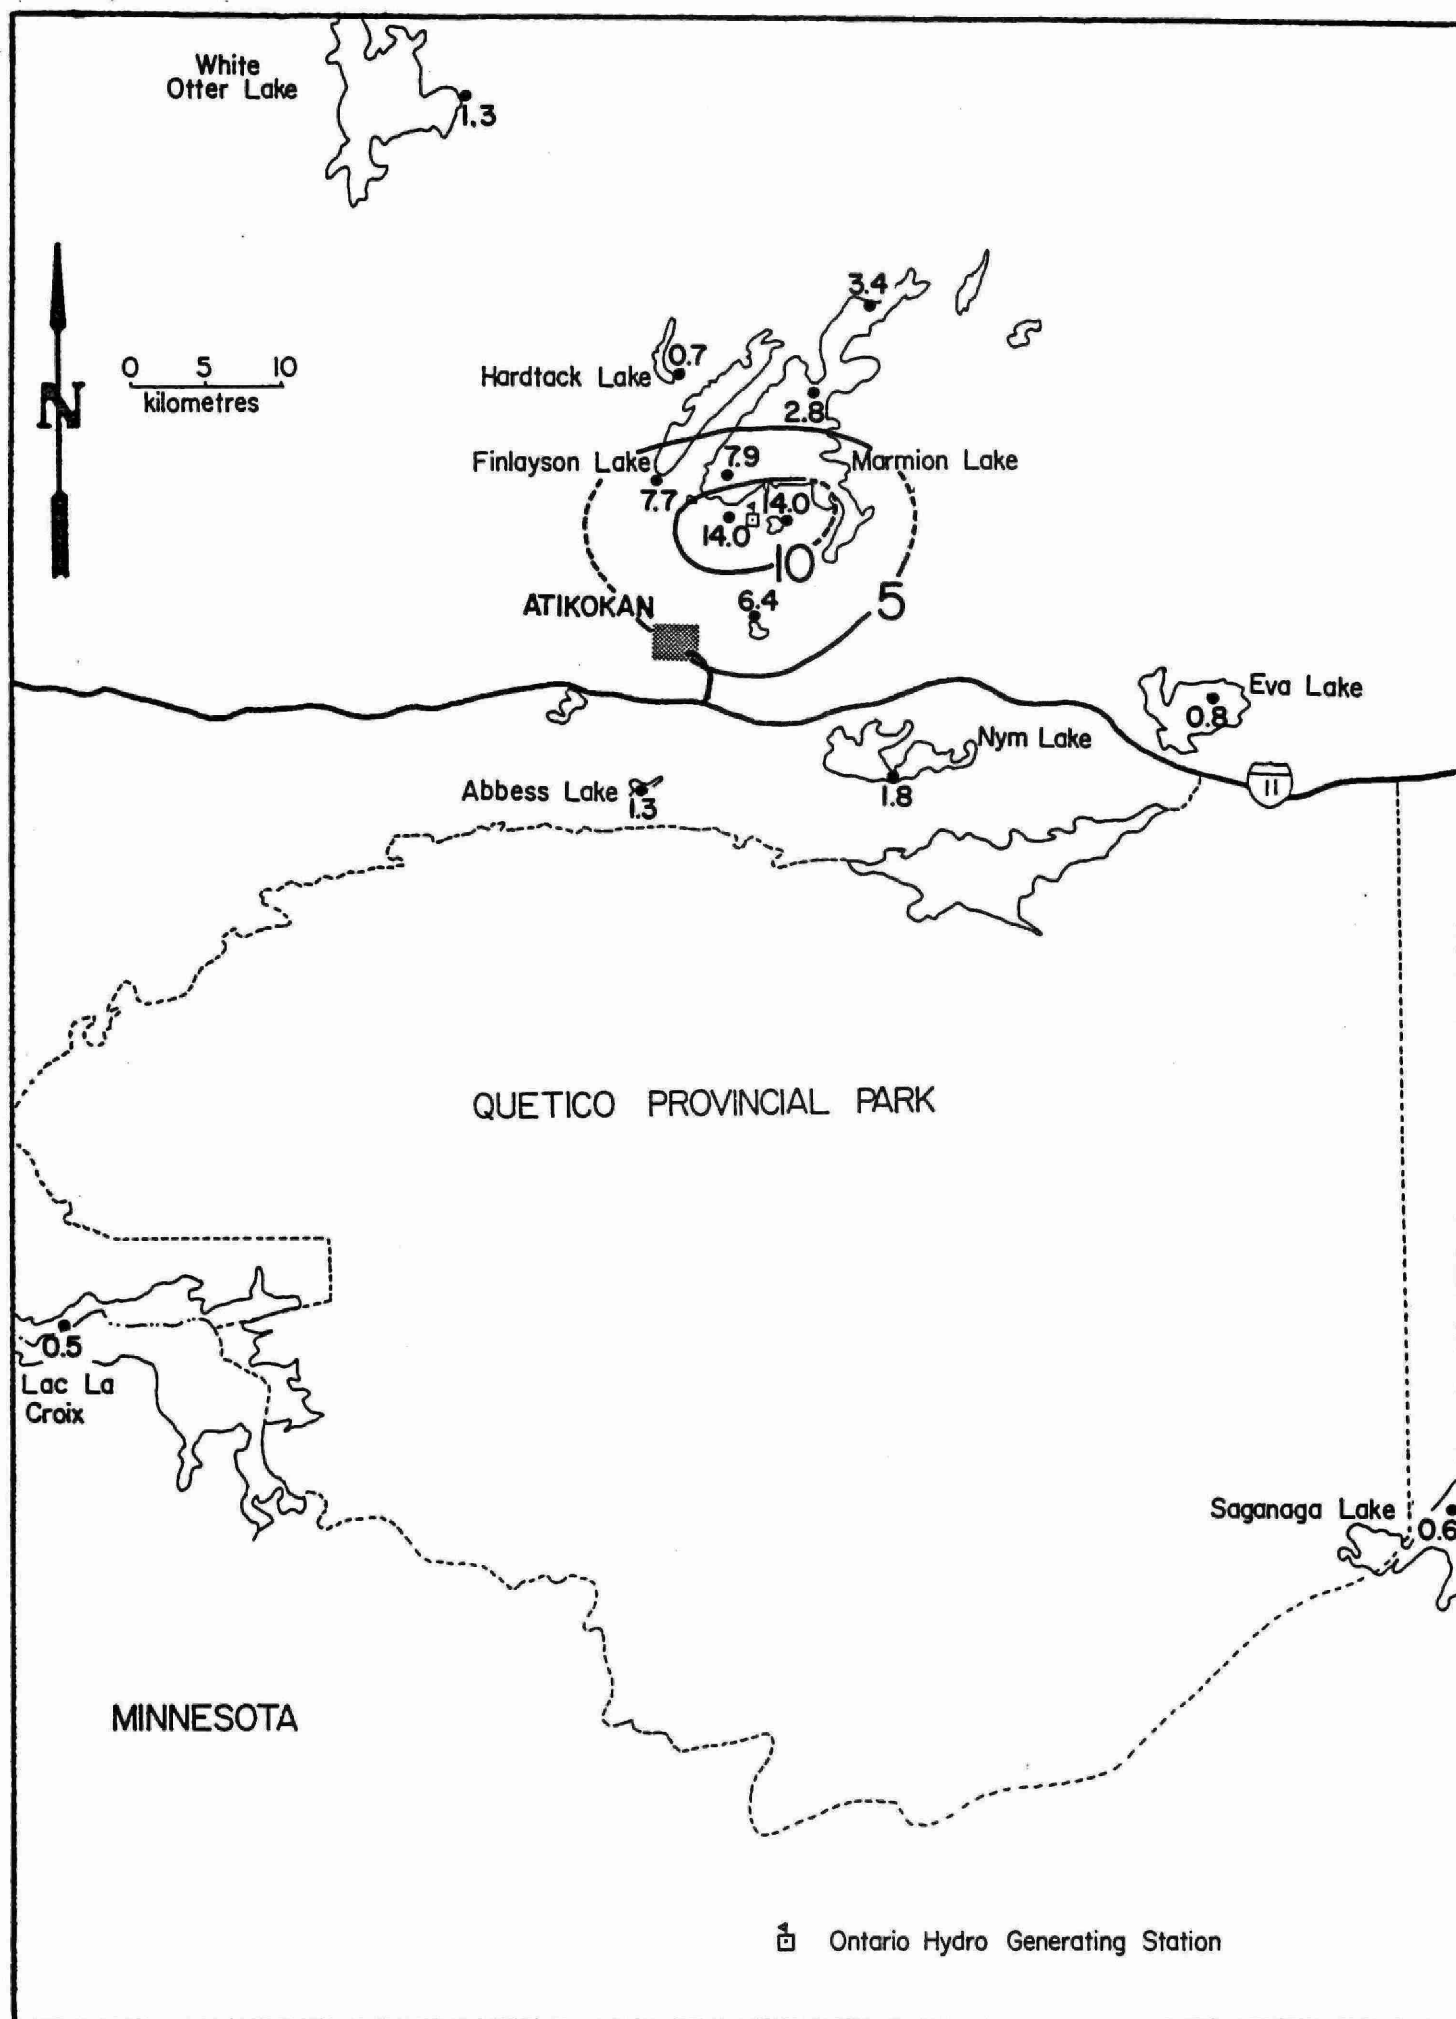 White
Otter Lake
1.3
3.4
N
0 5 10
kilometres
Hardtack Lake
0.7
2.8
Finlayson Lake
7.9
Marmion Lake
7.7
14.0
14.0
10
5
ATIKOKAN
6.4
Eva Lake
0.8
Nym Lake
11
Abbess Lake
1.3
1.8
QUETICO PROVINCIAL PARK
0.5
Lac La
Croix
Saganaga Lake
0.6
MINNESOTA
Ontario Hydro Generating Station